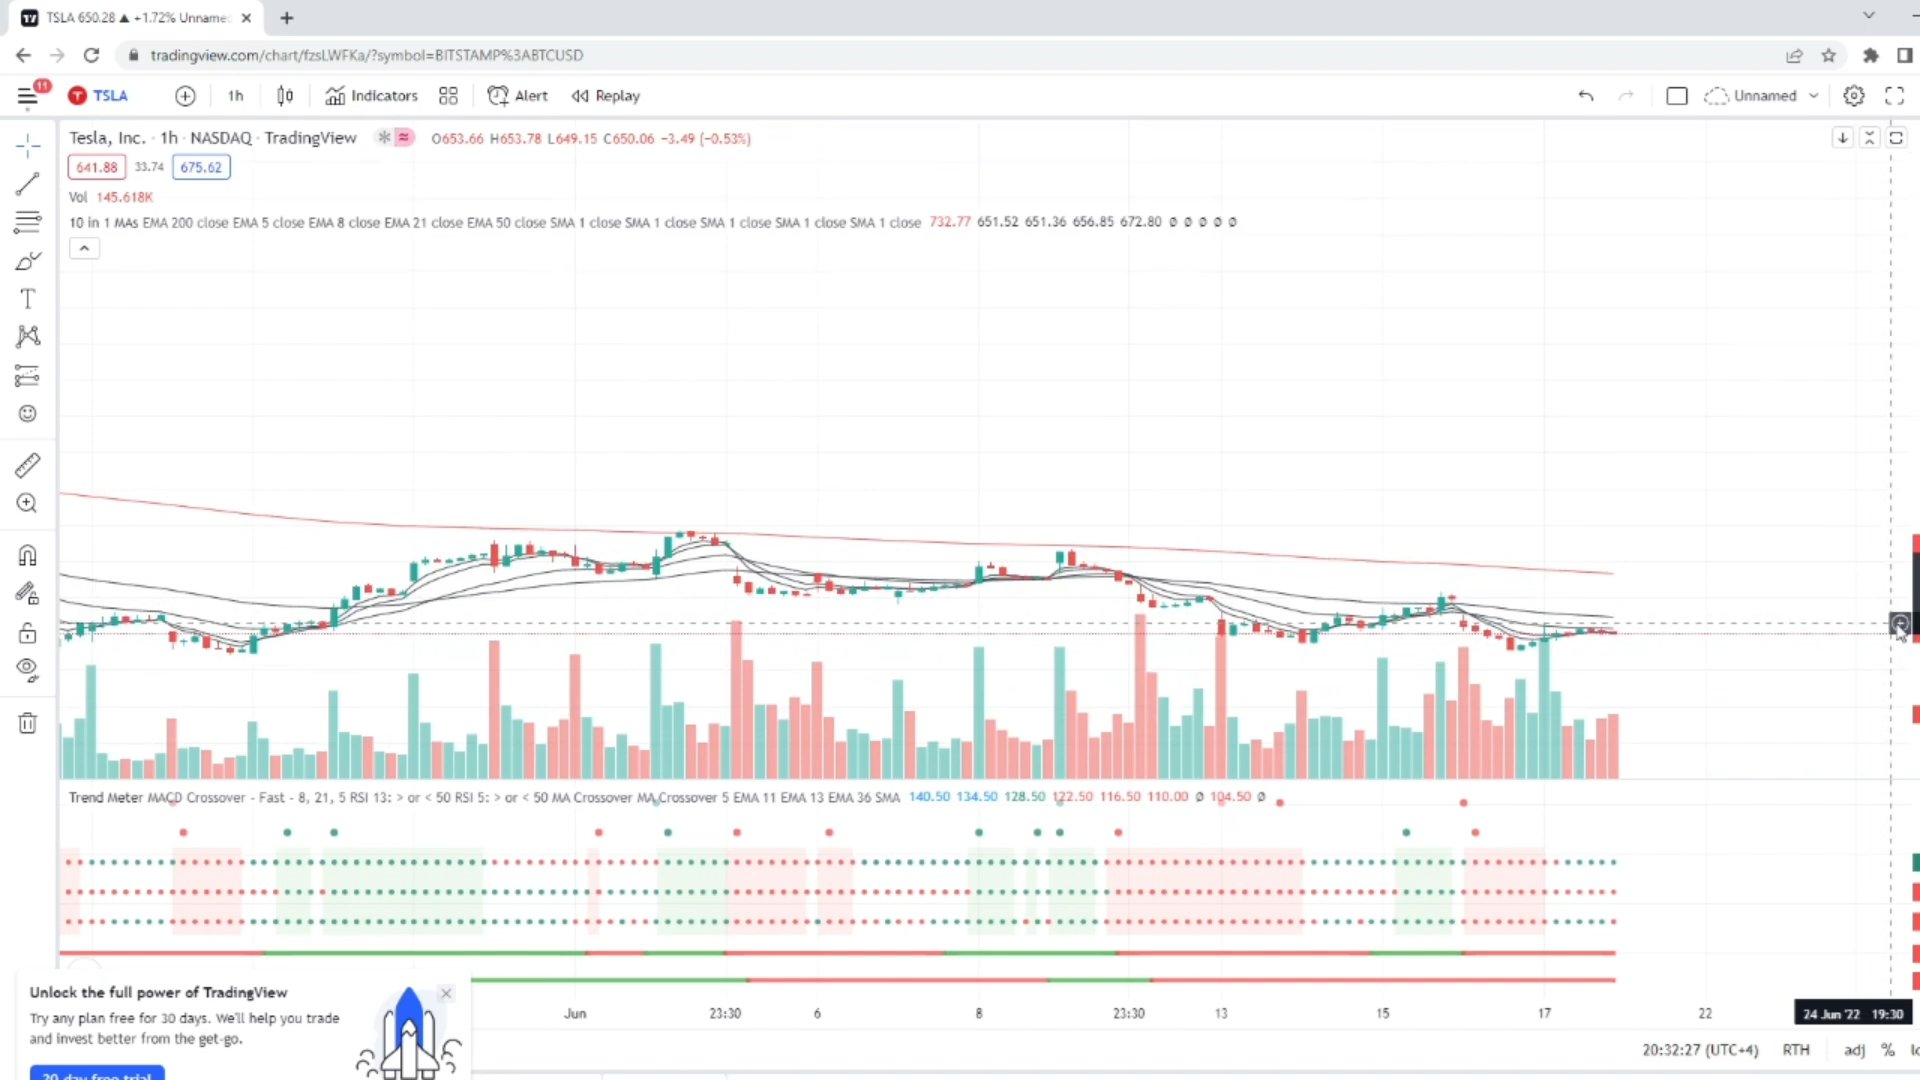 TSLA 650.28 ▲ +1.72% Unname
tradingview.com/chart/fzsLWFKa/?symbol=BITSTAMP%3ABTCUSD
11
TSLA 1h Indicators Alert Replay Unnamed
Tesla, Inc. · 1h · NASDAQ · TradingView O653.66 H653.78 L649.15 C650.06 −3.49 (−0.53%)
641.88 33.74 675.62
Vol 145.618K
10 in 1 MAs EMA 200 close EMA 5 close EMA 8 close EMA 21 close EMA 50 close SMA 1 close SMA 1 close SMA 1 close SMA 1 close SMA 1 close 732.77 651.52 651.36 656.85 672.80 ∅ ∅ ∅ ∅ ∅
Trend Meter MACD Crossover - Fast - 8, 21, 5 RSI 13: > or < 50 RSI 5: > or < 50 MA Crossover MA Crossover 5 EMA 11 EMA 13 EMA 36 SMA 140.50 134.50 128.50 122.50 116.50 110.00 ∅ 104.50 ∅
Unlock the full power of TradingView
Try any plan free for 30 days. We'll help you trade
and invest better from the get-go.
Jun 23:30 6 8 23:30 13 15 17 22 24 Jun '22 19:30
20:32:27 (UTC+4) RTH adj %